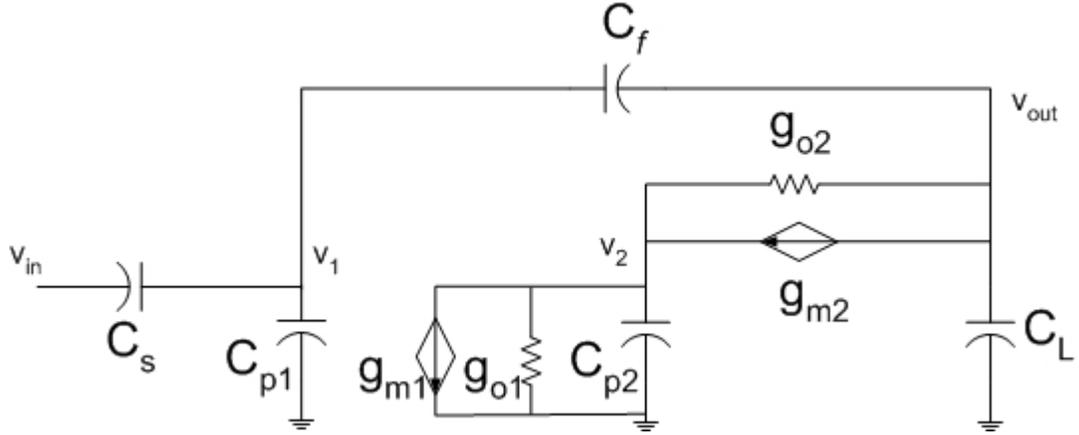 C_f
v_out
g_o2
v_in
v_1
v_2
g_m2
C_s
C_p1
g_m1
g_o1
C_p2
C_L